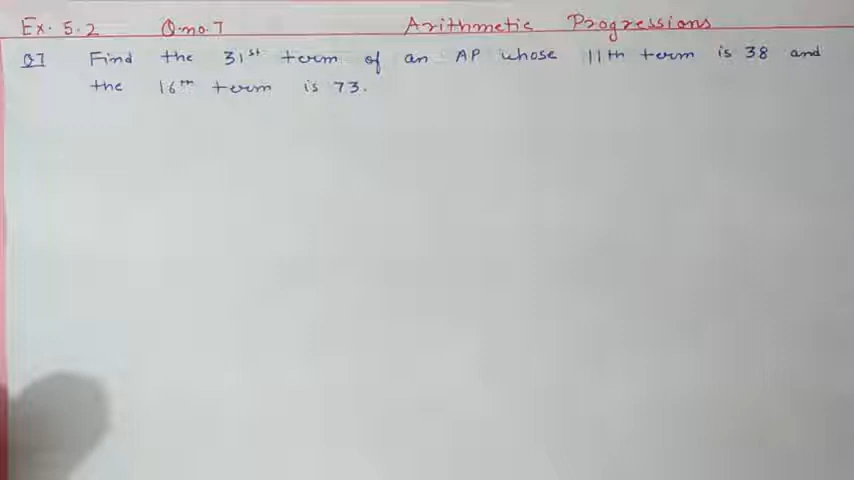 Ex. 5.2 Q.no.7 Arithmetic Progressions
Q7 Find the 31st term of an AP whose 11th term is 38 and
the 16th term is 73.